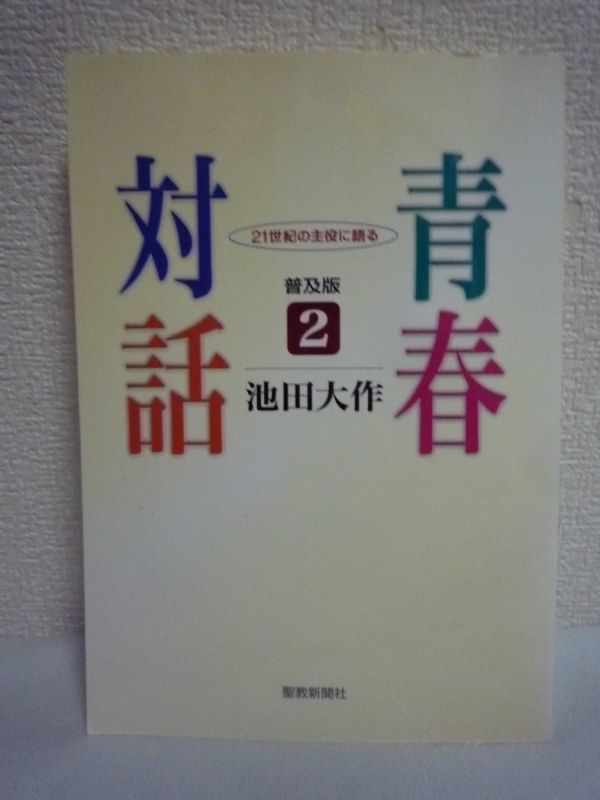 青春
対話
21世紀の主役に語る
普及版
2
池田大作
聖教新聞社